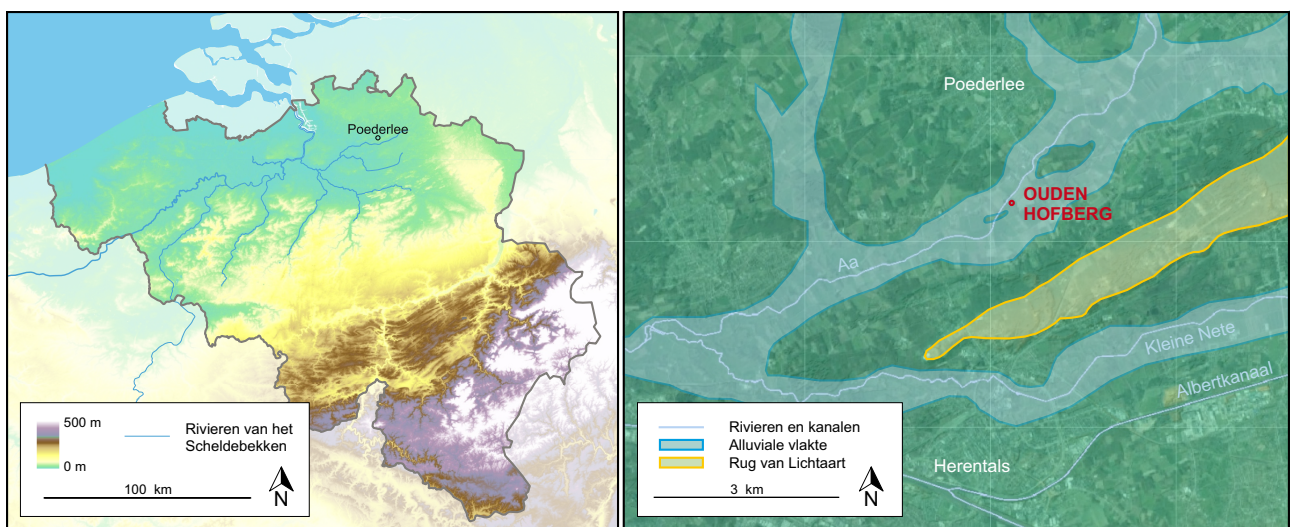 Poederlee
500 m
0 m
Rivieren van het
Scheldebekken
100 km
N
Poederlee
OUDEN
HOFBERG
Aa
Kleine Nete
Albertkanaal
Herentals
Rivieren en kanalen
Alluviale vlakte
Rug van Lichtaart
3 km
N